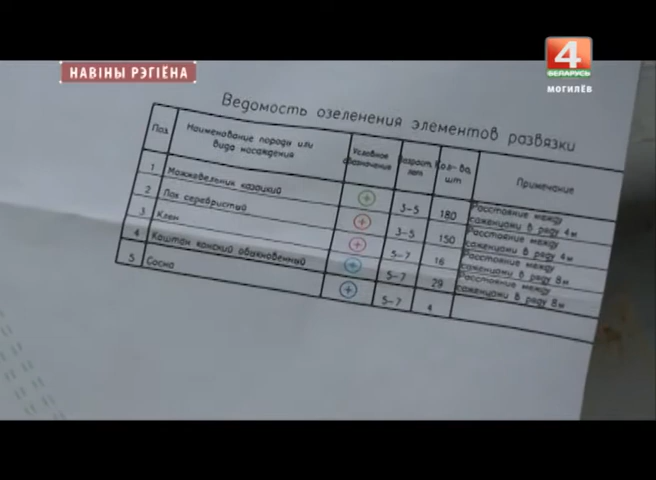 НАВІНЫ РЭГІЁНА
4
БЕЛАРУСЬ
МОГИЛЁВ
Ведомость озеленения элементов развязки
Поз.
Наименование породы или
вида насаждения
Условное
обозначение
Возраст,
лет
Кол-во,
шт
Примечание
1 Можжевельник казацкий 3-5 180 Расстояние между
саженцами в ряду 4м
2 Лох серебристый 3-5 150 Расстояние между
саженцами в ряду 4м
3 Клен 5-7 16 Расстояние между
саженцами в ряду 8м
4 Каштан конский обыкновенный 5-7 29 Расстояние между
саженцами в ряду 8м
5 Сосна 5-7 4